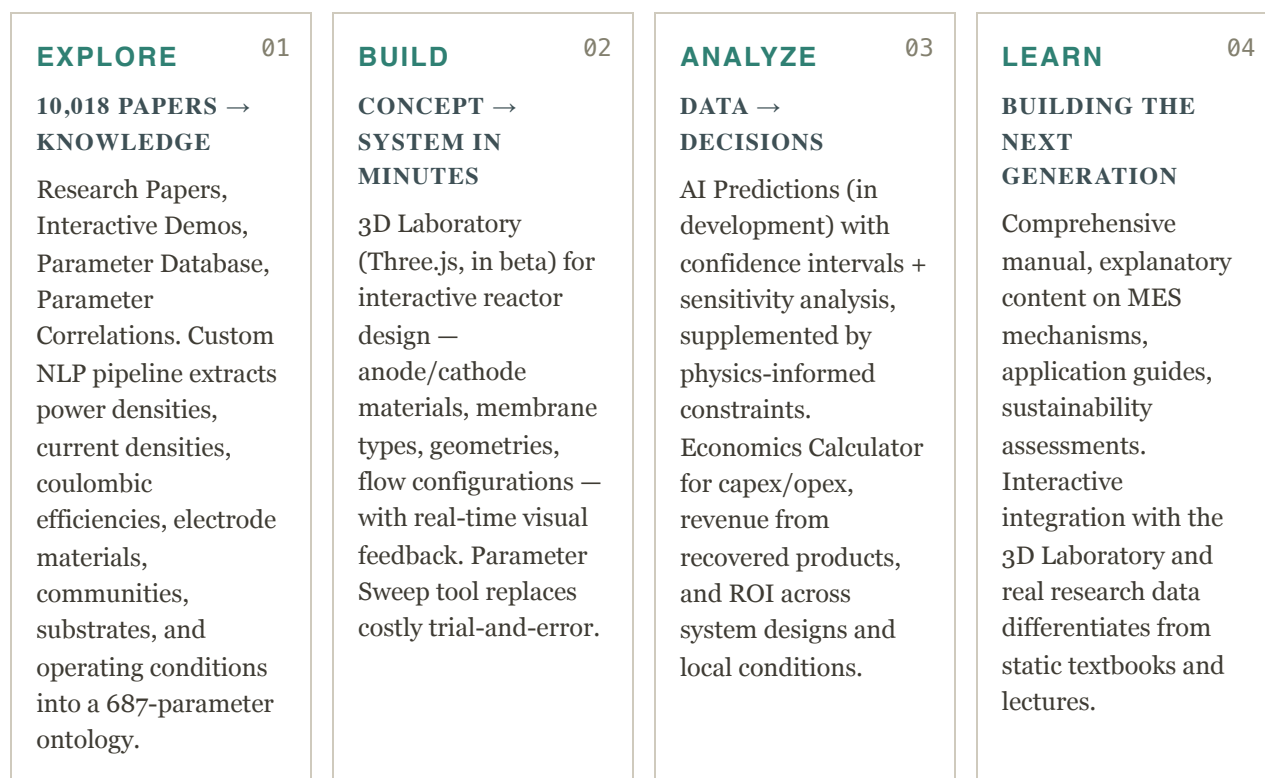 EXPLORE
01
10,018 PAPERS →
KNOWLEDGE
Research Papers,
Interactive Demos,
Parameter Database,
Parameter
Correlations. Custom
NLP pipeline extracts
power densities,
current densities,
coulombic
efficiencies, electrode
materials,
communities,
substrates, and
operating conditions
into a 687-parameter
ontology.
BUILD
02
CONCEPT →
SYSTEM IN
MINUTES
3D Laboratory
(Three.js, in beta) for
interactive reactor
design —
anode/cathode
materials, membrane
types, geometries,
flow configurations —
with real-time visual
feedback. Parameter
Sweep tool replaces
costly trial-and-error.
ANALYZE
03
DATA →
DECISIONS
AI Predictions (in
development) with
confidence intervals +
sensitivity analysis,
supplemented by
physics-informed
constraints.
Economics Calculator
for capex/opex,
revenue from
recovered products,
and ROI across
system designs and
local conditions.
LEARN
04
BUILDING THE
NEXT
GENERATION
Comprehensive
manual, explanatory
content on MES
mechanisms,
application guides,
sustainability
assessments.
Interactive
integration with the
3D Laboratory and
real research data
differentiates from
static textbooks and
lectures.